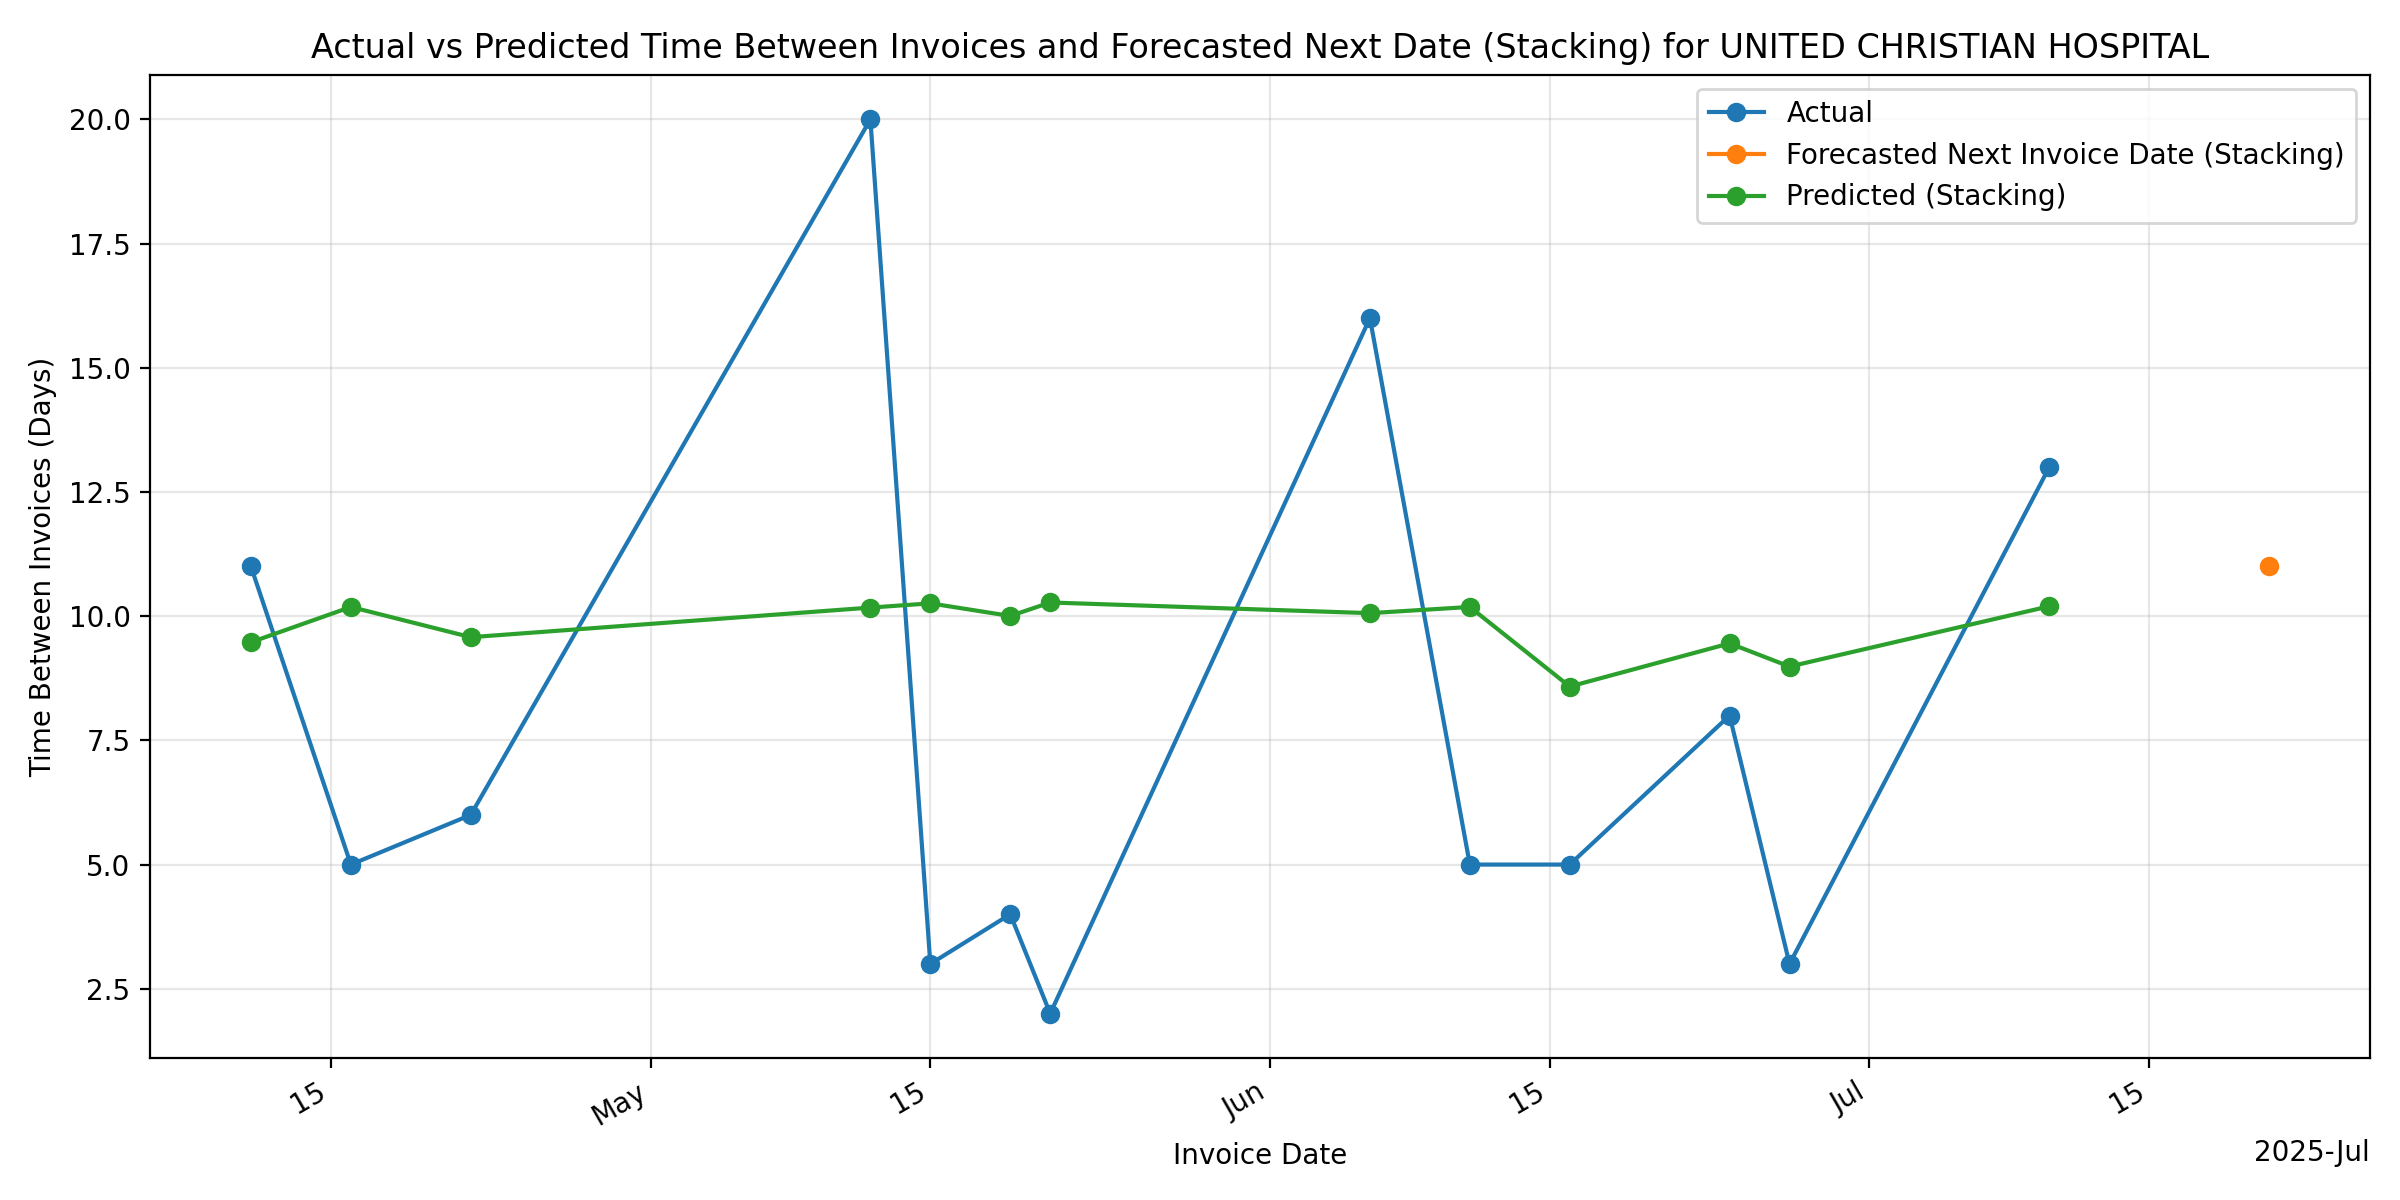 Actual vs Predicted Time Between Invoices and Forecasted Next Date (Stacking) for UNITED CHRISTIAN HOSPITAL
Actual
Forecasted Next Invoice Date (Stacking)
Predicted (Stacking)
Time Between Invoices (Days)
20.0
17.5
15.0
12.5
10.0
7.5
5.0
2.5
15
May
15
Jun
15
Jul
15
Invoice Date
2025-Jul